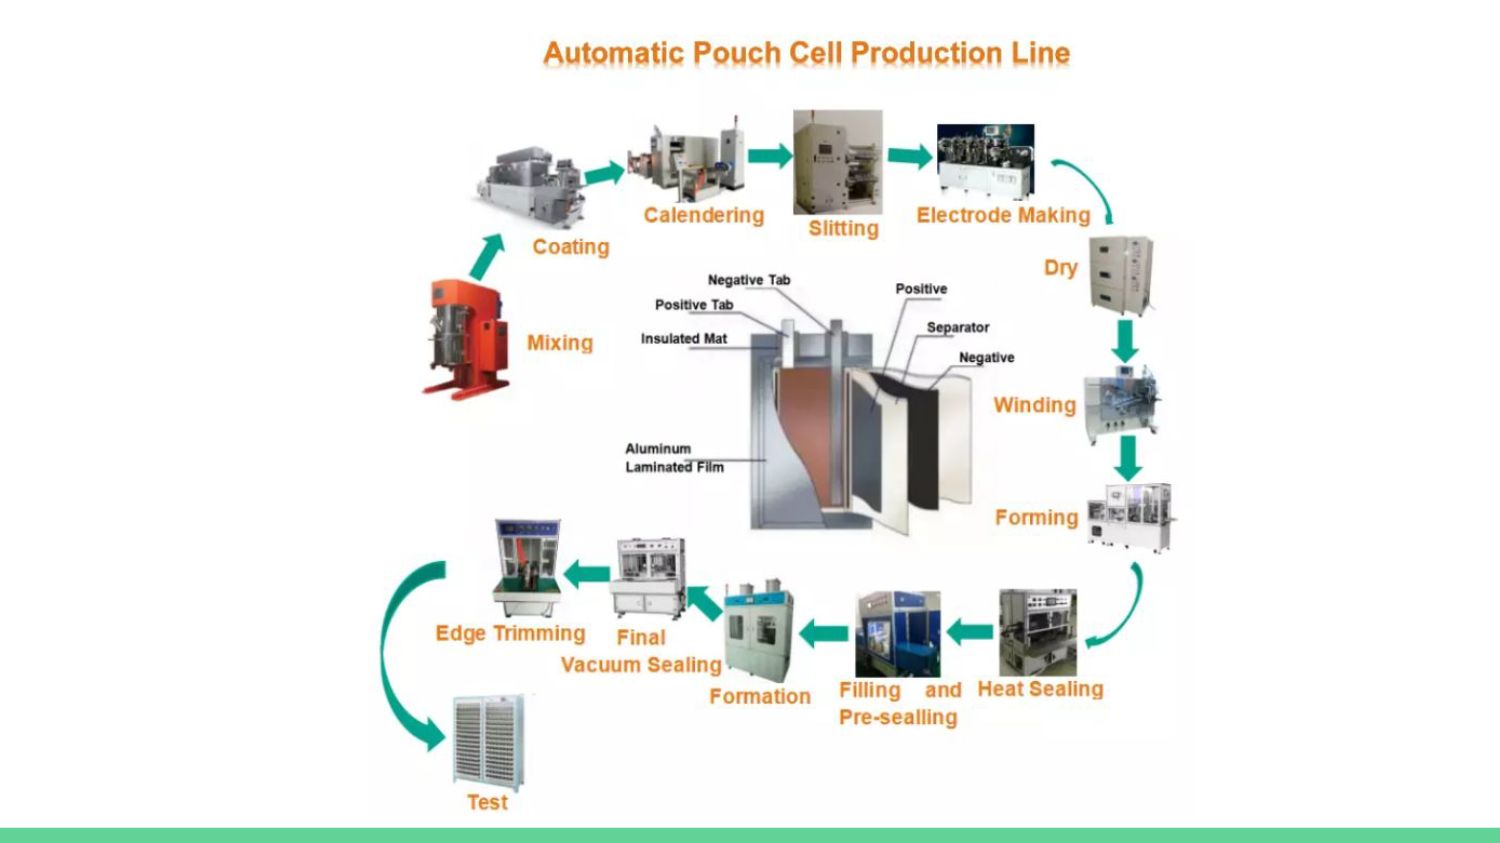 Automatic Pouch Cell Production Line
Calendering
Slitting
Electrode Making
Coating
Dry
Mixing
Negative Tab
Positive Tab
Insulated Mat
Positive
Separator
Negative
Aluminum
Laminated Film
Winding
Forming
Edge Trimming
Final
Vacuum Sealing
Formation
Filling and
Pre-sealling
Heat Sealing
Test